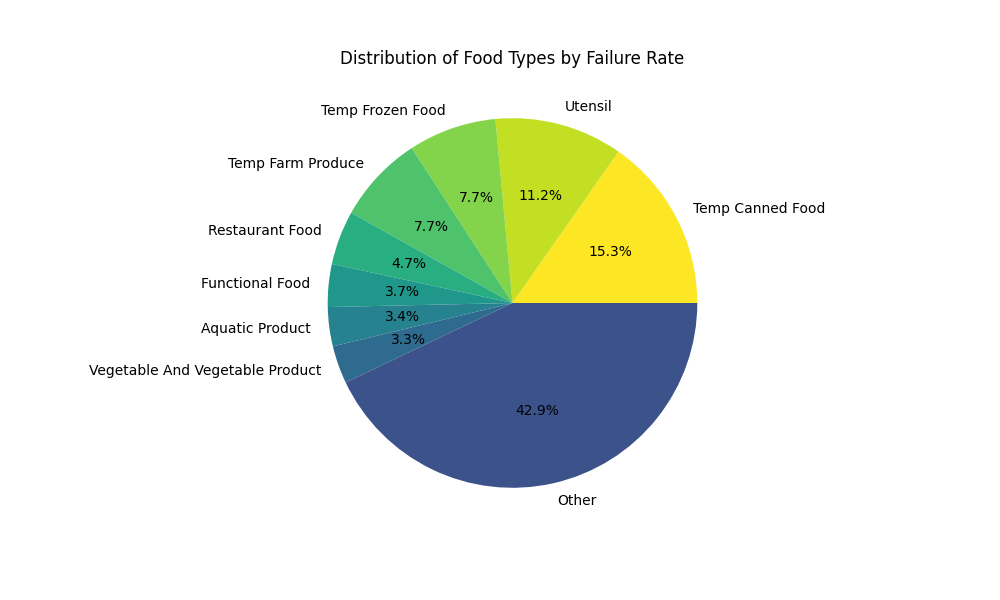 Distribution of Food Types by Failure Rate
Temp Canned Food
15.3%
Utensil
11.2%
Temp Frozen Food
7.7%
Temp Farm Produce
7.7%
Restaurant Food
4.7%
Functional Food
3.7%
Aquatic Product
3.4%
Vegetable And Vegetable Product
3.3%
Other
42.9%